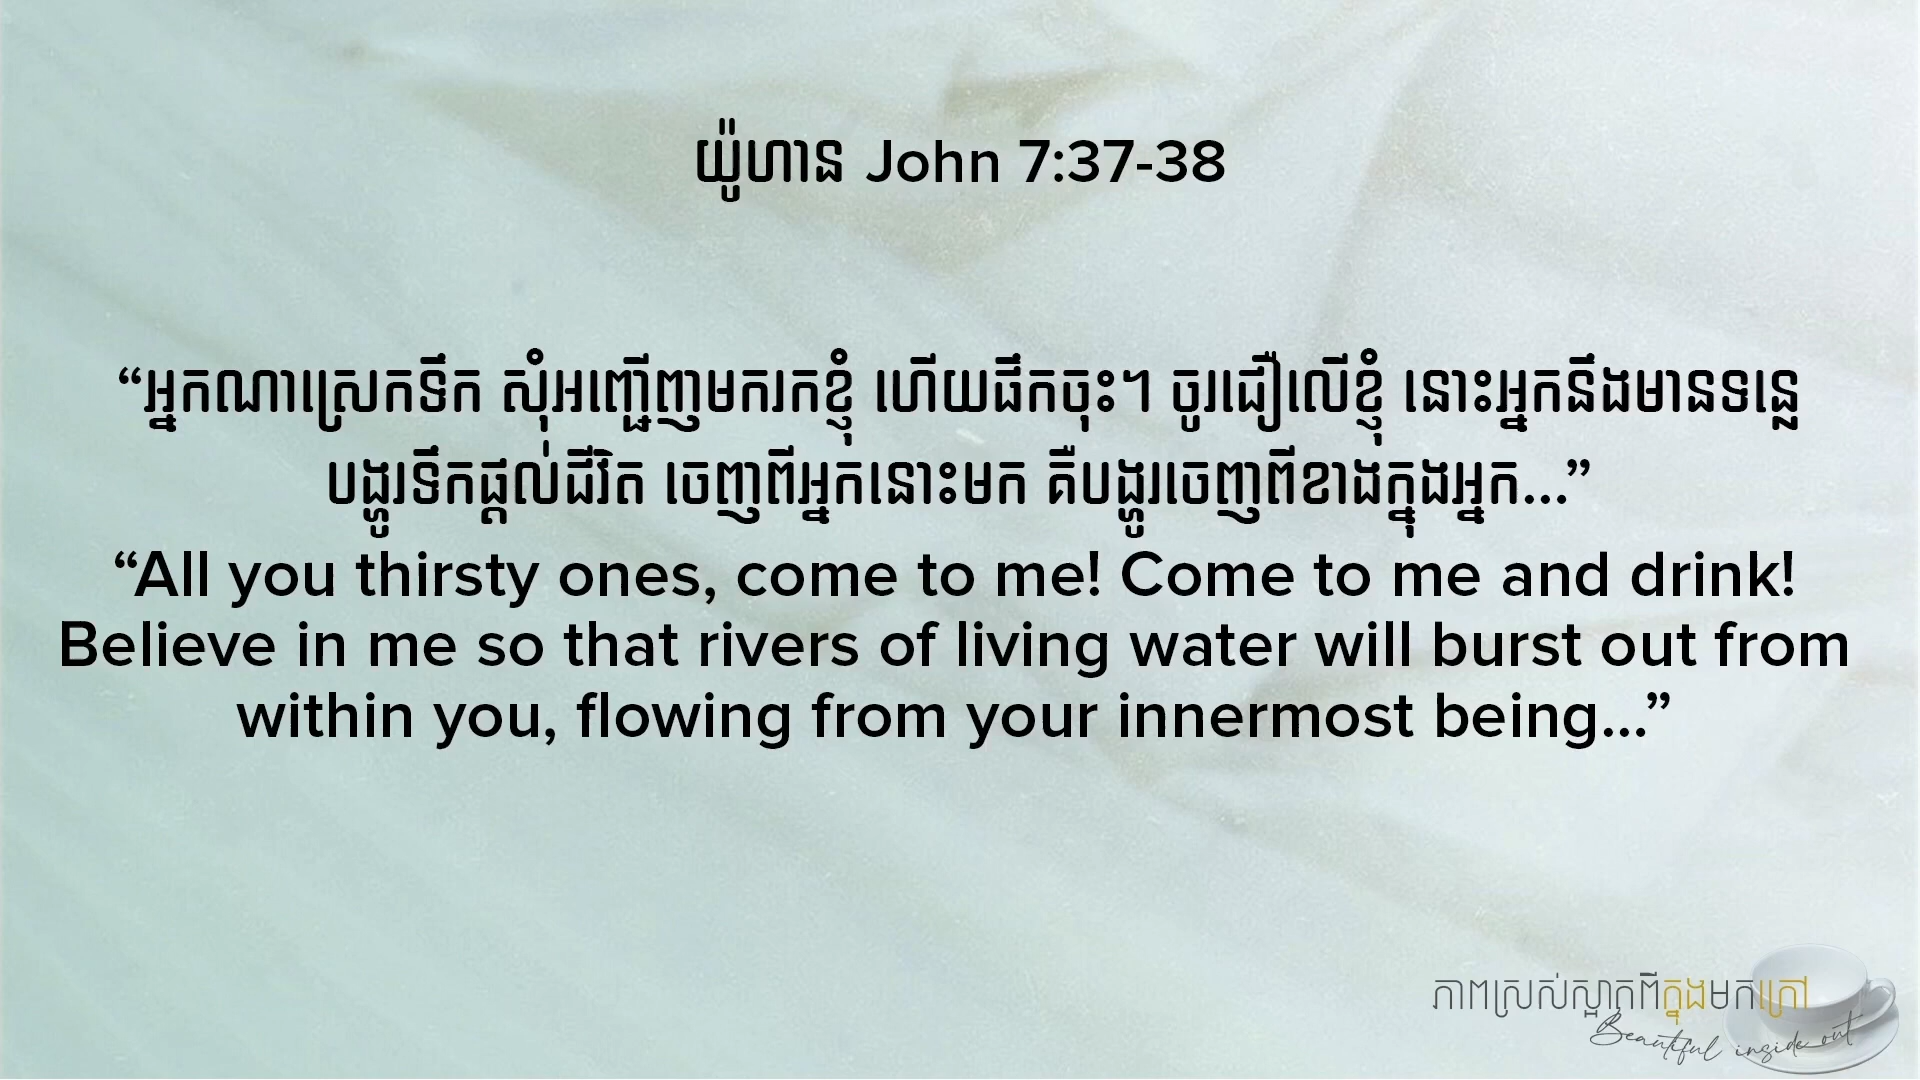 យ៉ូហាន John 7:37-38
“អ្នកណាស្រេកទឹក សុំអញ្ជើញមករកខ្ញុំ ហើយផឹកចុះ។ ចូរជឿលើខ្ញុំ នោះអ្នកនឹងមានទន្លេ
បង្ហូរទឹកផ្តល់ជីវិត ចេញពីអ្នកនោះមក គឺបង្ហូរចេញពីខាងក្នុងអ្នក...”
“All you thirsty ones, come to me! Come to me and drink!
Believe in me so that rivers of living water will burst out from
within you, flowing from your innermost being...”
ភាពស្រស់ស្អាតពីក្នុងមកក្រៅ
Beautiful inside out